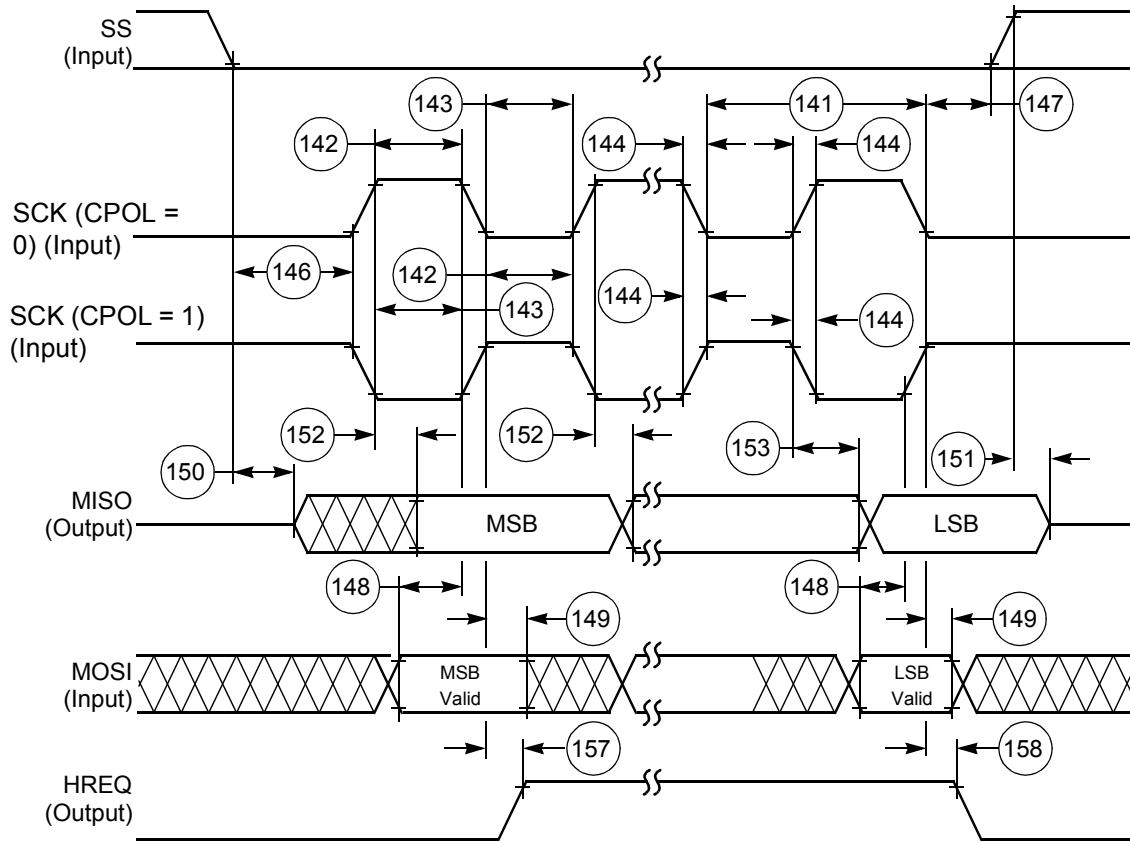 SS
(Input)
143
141
147
142
144
144
SCK (CPOL =
0) (Input)
146
142
144
SCK (CPOL = 1)
(Input)
143
144
152
152
153
151
150
MISO
(Output)
MSB
LSB
148
148
149
149
MOSI
(Input)
MSB
Valid
LSB
Valid
157
158
HREQ
(Output)